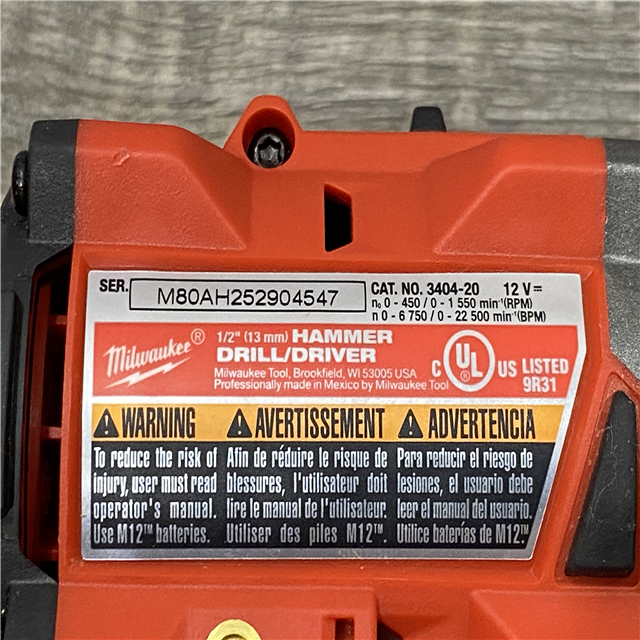 SER. M80AH252904547
CAT. NO. 3404-20 12 V⎓
n₀ 0 - 450 / 0 - 1 550 min⁻¹(RPM)
n 0 - 6 750 / 0 - 22 500 min⁻¹(BPM)
Milwaukee®
1/2" (13 mm) HAMMER
DRILL/DRIVER
Milwaukee Tool, Brookfield, WI 53005 USA
Professionally made in Mexico by Milwaukee Tool
C UL® US LISTED
9R31
WARNING
To reduce the risk of
injury, user must read
operator's manual.
Use M12™ batteries.
AVERTISSEMENT
Afin de réduire le risque de
blessures, l'utilisateur doit
lire le manual de l'utilisateur.
Utiliser des piles M12™.
ADVERTENCIA
Para reducir el riesgo de
lesiones, el usuario debe
leer el manual del usuario.
Utilice baterías de M12™.